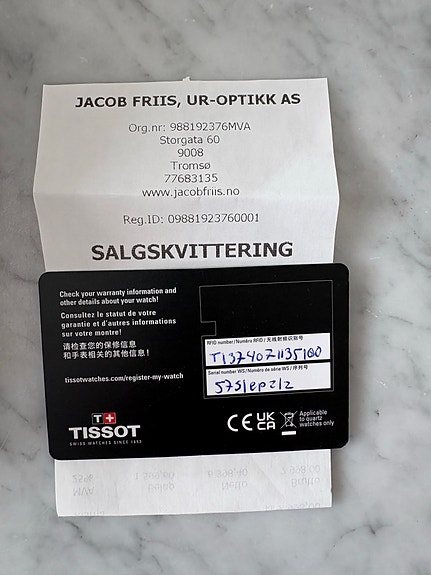 JACOB FRIIS, UR-OPTIKK AS
Org.nr: 988192376MVA
Storgata 60
9008
Tromsø
77683135
www.jacobfriis.no
Reg.ID: 09881923760001
SALGSKVITTERING
Check your warranty information and
other details about your watch!
Consultez le statut de votre
garantie et d'autres informations
sur votre montre!
请检查您的保修信息
和手表相关的其他信息！
tissotwatches.com/register-my-watch
RFID number/Numéro RFID / 无线射频识别号
T1374071135100
Serial number WS/Numéro de série WS / 序列号
T+
TISSOT
SWISS WATCHES SINCE 1853
CE UK
CA
Applicable
to quartz
watches only
MVA
25%
Netto
Brutto